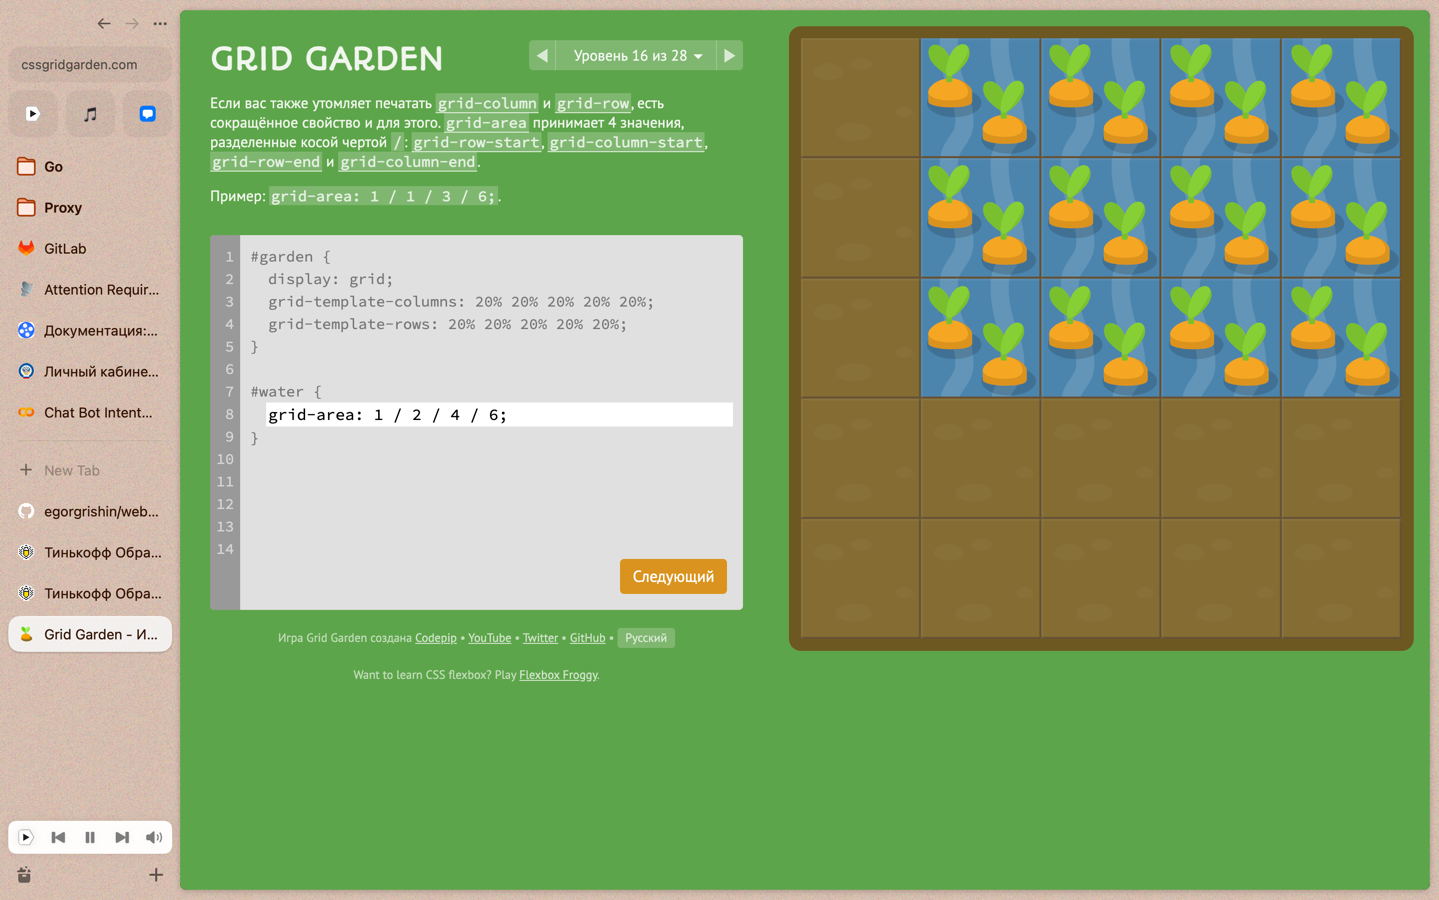 cssgridgarden.com
Go
Proxy
GitLab
Attention Requir...
Документация:...
Личный кабине...
Chat Bot Intent...
New Tab
egorgrishin/web...
Тинькофф Обра...
Тинькофф Обра...
Grid Garden - И...
GRID GARDEN
Уровень 16 из 28
Если вас также утомляет печатать grid-column и grid-row, есть
сокращённое свойство и для этого. grid-area принимает 4 значения,
разделенные косой чертой /: grid-row-start, grid-column-start,
grid-row-end и grid-column-end.
Пример: grid-area: 1 / 1 / 3 / 6;.
1 #garden {
2 display: grid;
3 grid-template-columns: 20% 20% 20% 20% 20%;
4 grid-template-rows: 20% 20% 20% 20% 20%;
5 }
6
7 #water {
8 grid-area: 1 / 2 / 4 / 6;
9 }
10
11
12
13
14
Следующий
Игра Grid Garden создана Codepip • YouTube • Twitter • GitHub • Русский
Want to learn CSS flexbox? Play Flexbox Froggy.